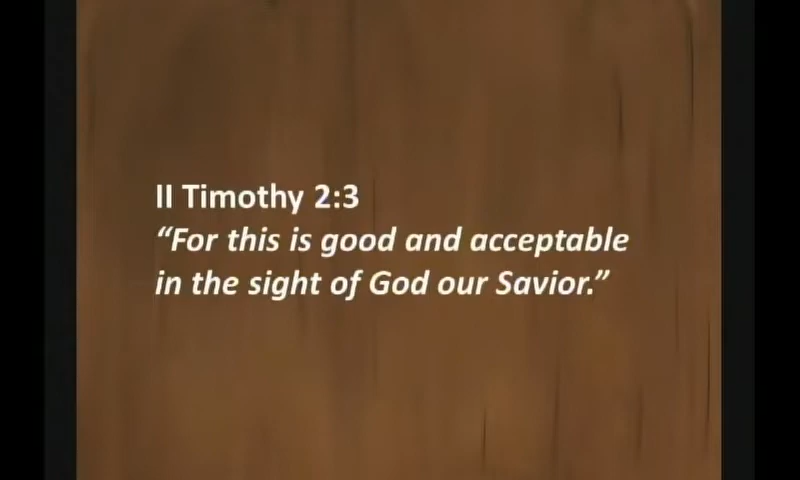 II Timothy 2:3
“For this is good and acceptable
in the sight of God our Savior.”